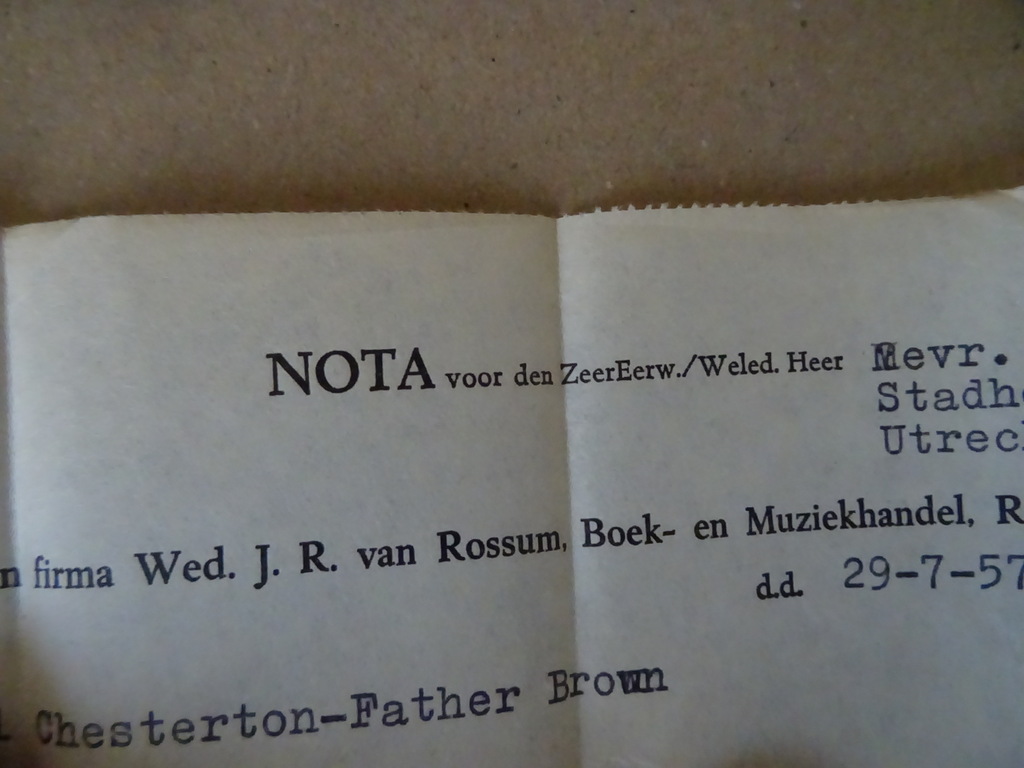 NOTA voor den ZeerEerw./Weled. Heer Mevr.
Stadh
Utrec
n firma Wed. J. R. van Rossum, Boek- en Muziekhandel, R
d.d. 29-7-57
Chesterton-Father Brown